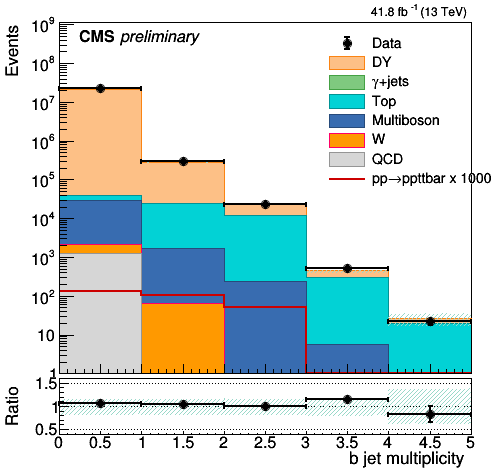 41.8 fb⁻¹ (13 TeV)
CMS preliminary
Events
10⁹
10⁸
10⁷
10⁶
10⁵
10⁴
10³
10²
10
1
Data
DY
γ+jets
Top
Multiboson
W
QCD
pp→ppttbar x 1000
Ratio
1.5
1
0.5
0 0.5 1 1.5 2 2.5 3 3.5 4 4.5 5
b jet multiplicity